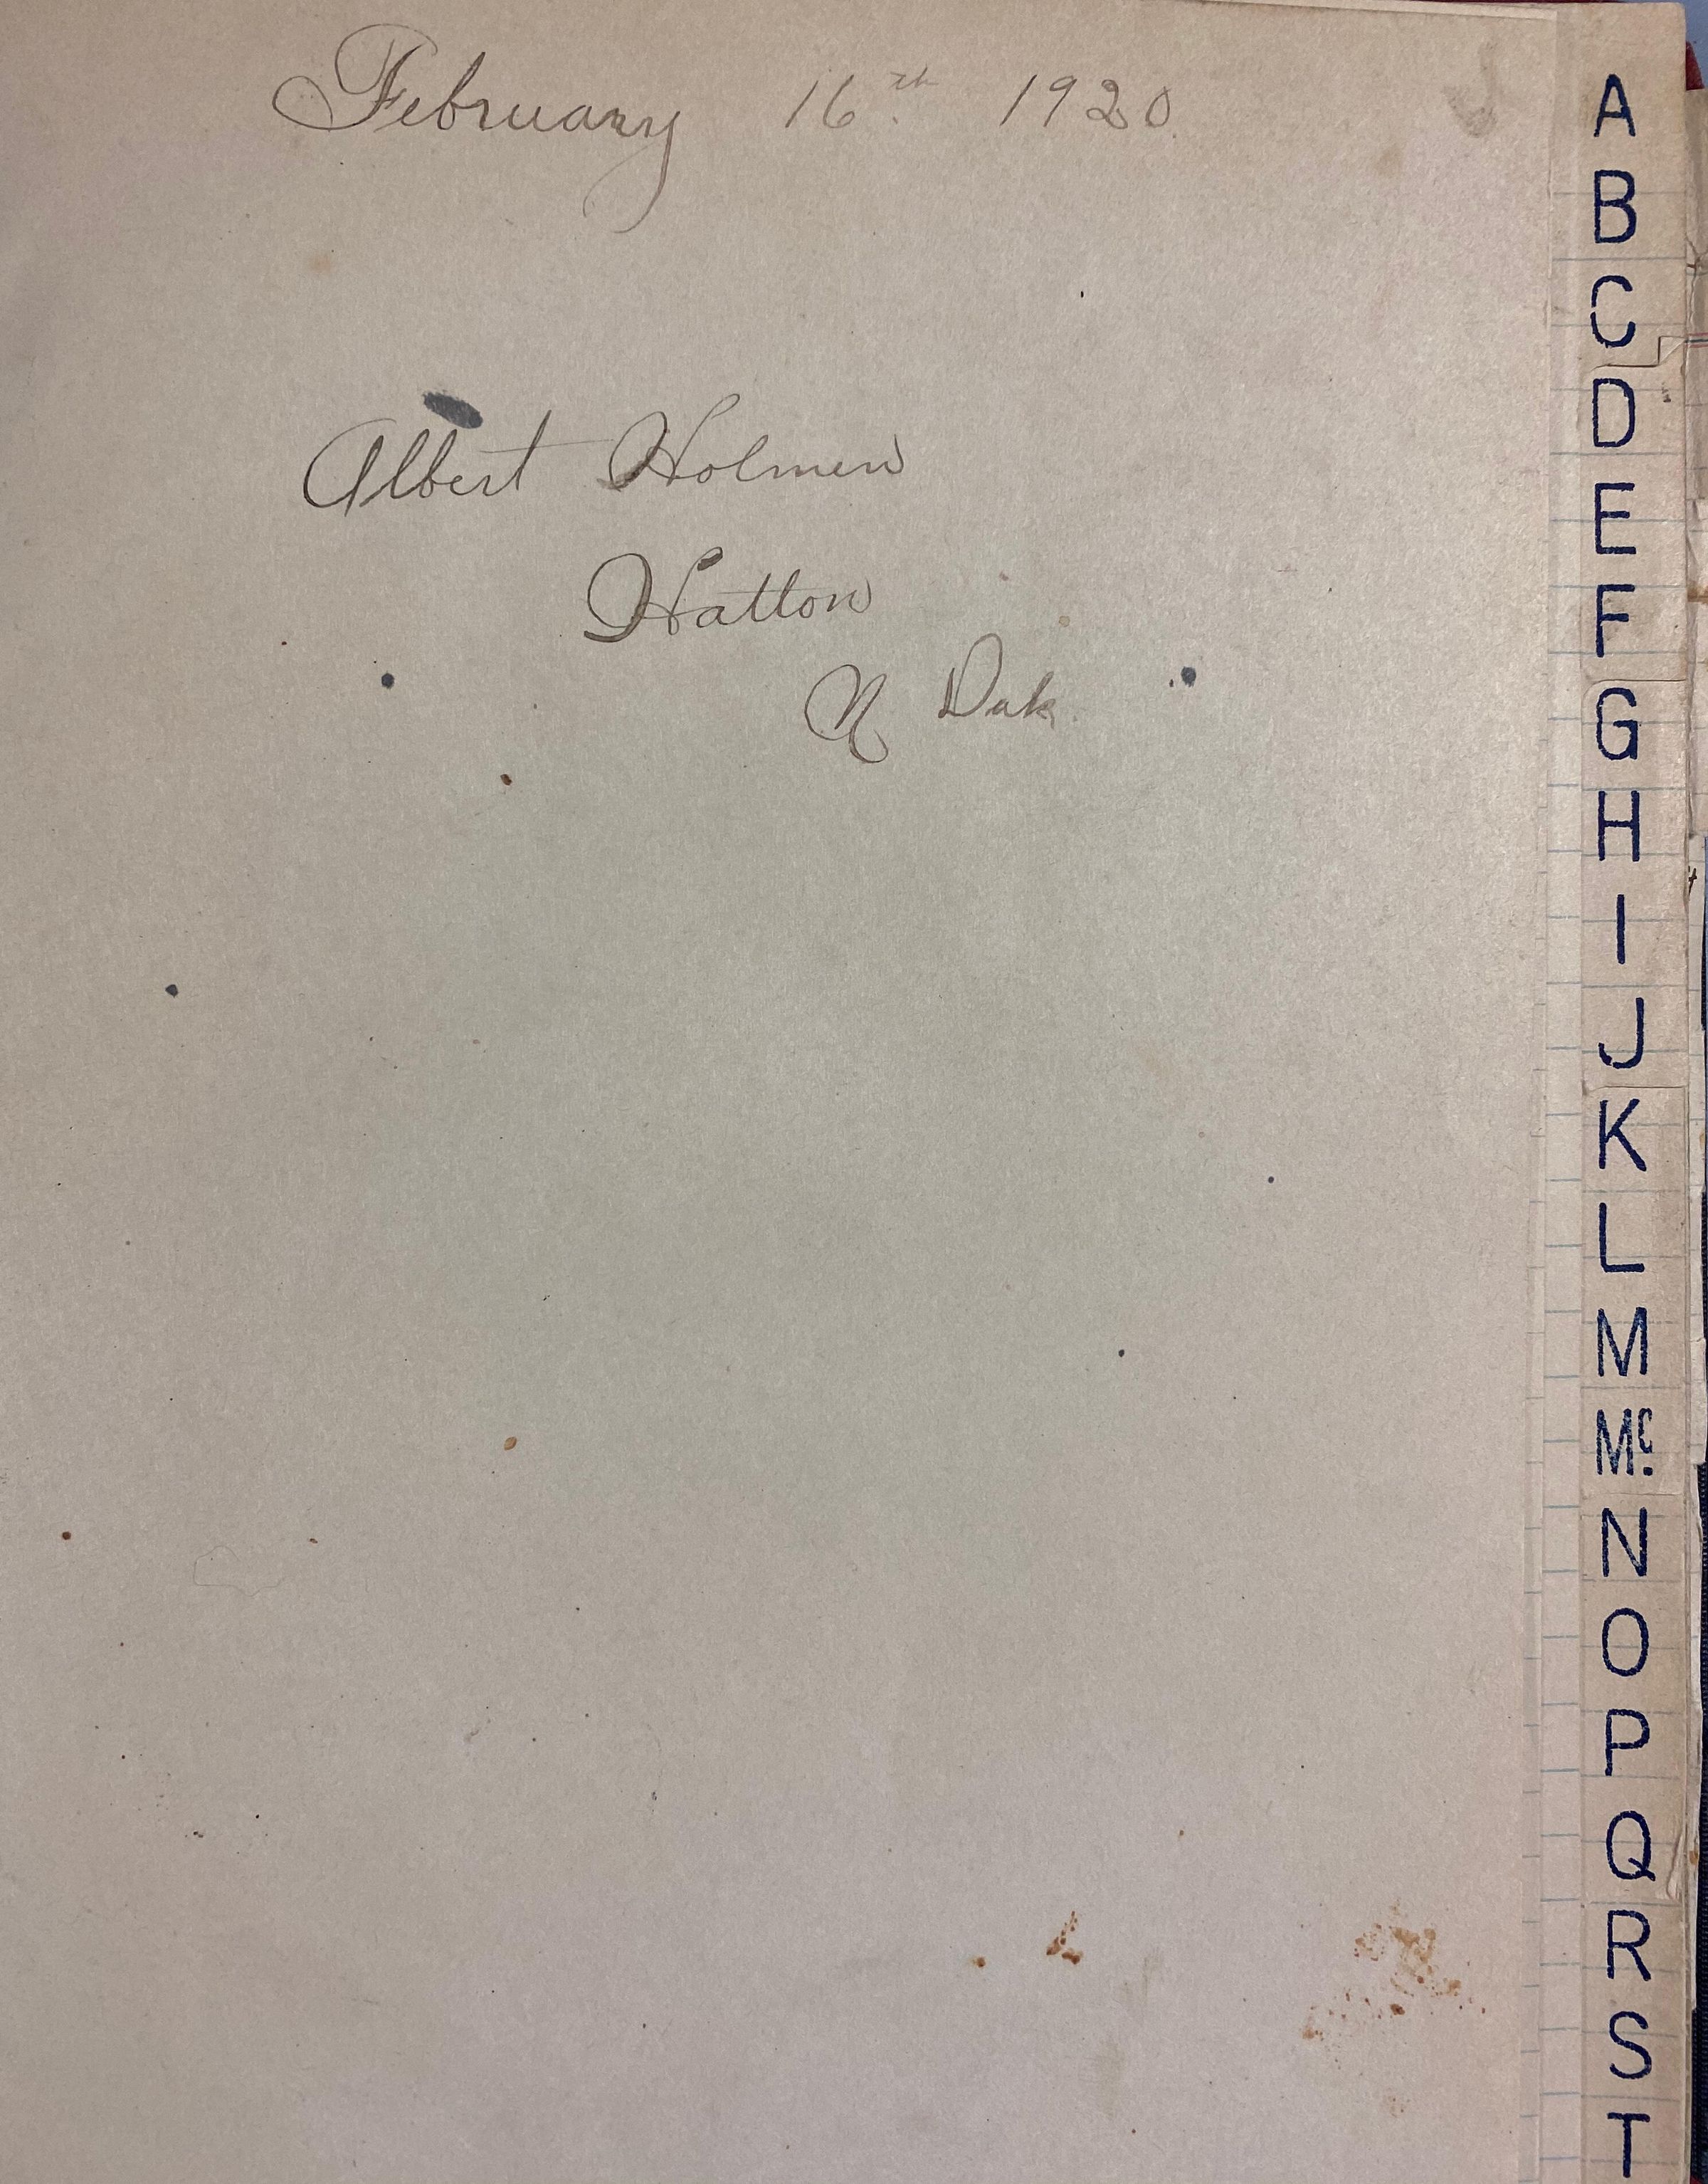 February 16th 1920
Albert Holmen
Hatton
N Dak.
A
B
C
D
E
F
G
H
I
J
K
L
M
Mc.
N
O
P
Q
R
S
T